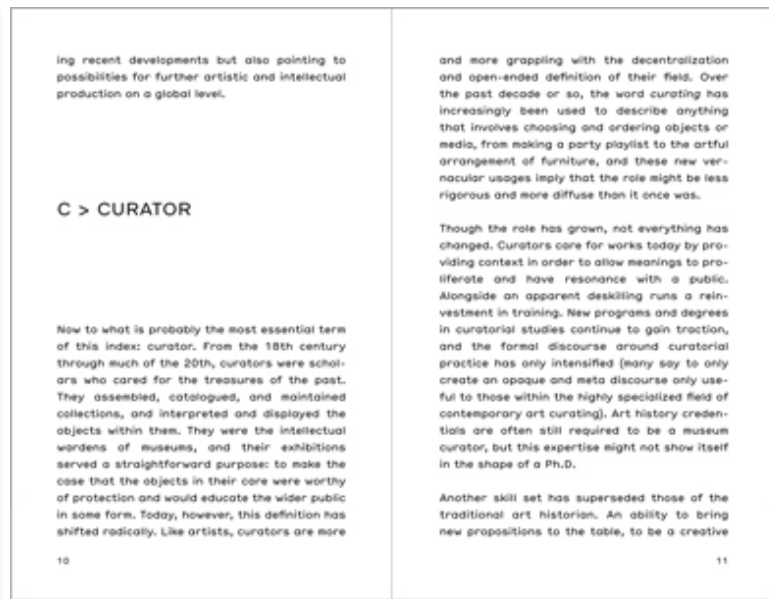 ing recent developments but also pointing to
possibilities for further artistic and intellectual
production on a global level.
C > CURATOR
Now to what is probably the most essential term
of this index: curator. From the 18th century
through much of the 20th, curators were schol-
ars who cared for the treasures of the past.
They assembled, catalogued, and maintained
collections, and interpreted and displayed the
objects within them. They were the intellectual
wardens of museums, and their exhibitions
served a straightforward purpose: to make the
case that the objects in their care were worthy
of protection and would educate the wider public
in some form. Today, however, this definition has
shifted radically. Like artists, curators are more
10
and more grappling with the decentralization
and open-ended definition of their field. Over
the past decade or so, the word curating has
increasingly been used to describe anything
that involves choosing and ordering objects or
media, from making a party playlist to the artful
arrangement of furniture, and these new ver-
nacular usages imply that the role might be less
rigorous and more diffuse than it once was.
Though the role has grown, not everything has
changed. Curators care for works today by pro-
viding context in order to allow meanings to pro-
liferate and have resonance with a public.
Alongside an apparent deskilling runs a rein-
vestment in training. New programs and degrees
in curatorial studies continue to gain traction,
and the formal discourse around curatorial
practice has only intensified (many say to only
create an opaque and meta discourse only use-
ful to those within the highly specialized field of
contemporary art curating). Art history creden-
tials are often still required to be a museum
curator, but this expertise might not show itself
in the shape of a Ph.D.
Another skill set has superseded those of the
traditional art historian. An ability to bring
new propositions to the table, to be a creative
11